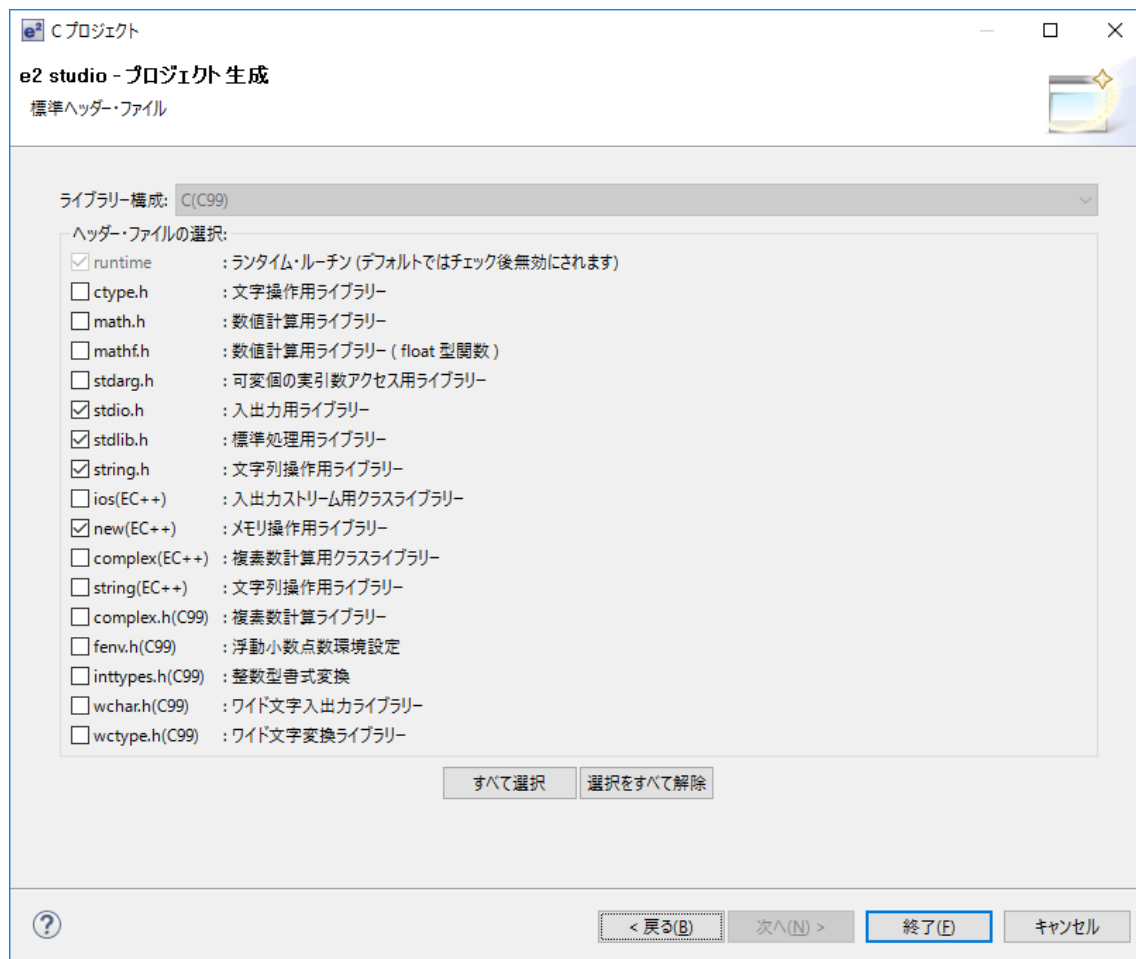 e² C プロジェクト
e2 studio - プロジェクト 生成
標準ヘッダー・ファイル
ライブラリー構成: C(C99)
ヘッダー・ファイルの選択:
runtime : ランタイム・ルーチン (デフォルトではチェック後無効にされます)
ctype.h : 文字操作用ライブラリー
math.h : 数値計算用ライブラリー
mathf.h : 数値計算用ライブラリー ( float 型関数 )
stdarg.h : 可変個の実引数アクセス用ライブラリー
stdio.h : 入出力用ライブラリー
stdlib.h : 標準処理用ライブラリー
string.h : 文字列操作用ライブラリー
ios(EC++) : 入出力ストリーム用クラスライブラリー
new(EC++) : メモリ操作用ライブラリー
complex(EC++) : 複素数計算用クラスライブラリー
string(EC++) : 文字列操作用ライブラリー
complex.h(C99) : 複素数計算ライブラリー
fenv.h(C99) : 浮動小数点数環境設定
inttypes.h(C99) : 整数型書式変換
wchar.h(C99) : ワイド文字入出力ライブラリー
wctype.h(C99) : ワイド文字変換ライブラリー
すべて選択 選択をすべて解除
? < 戻る(B) 次へ(N) > 終了(F) キャンセル